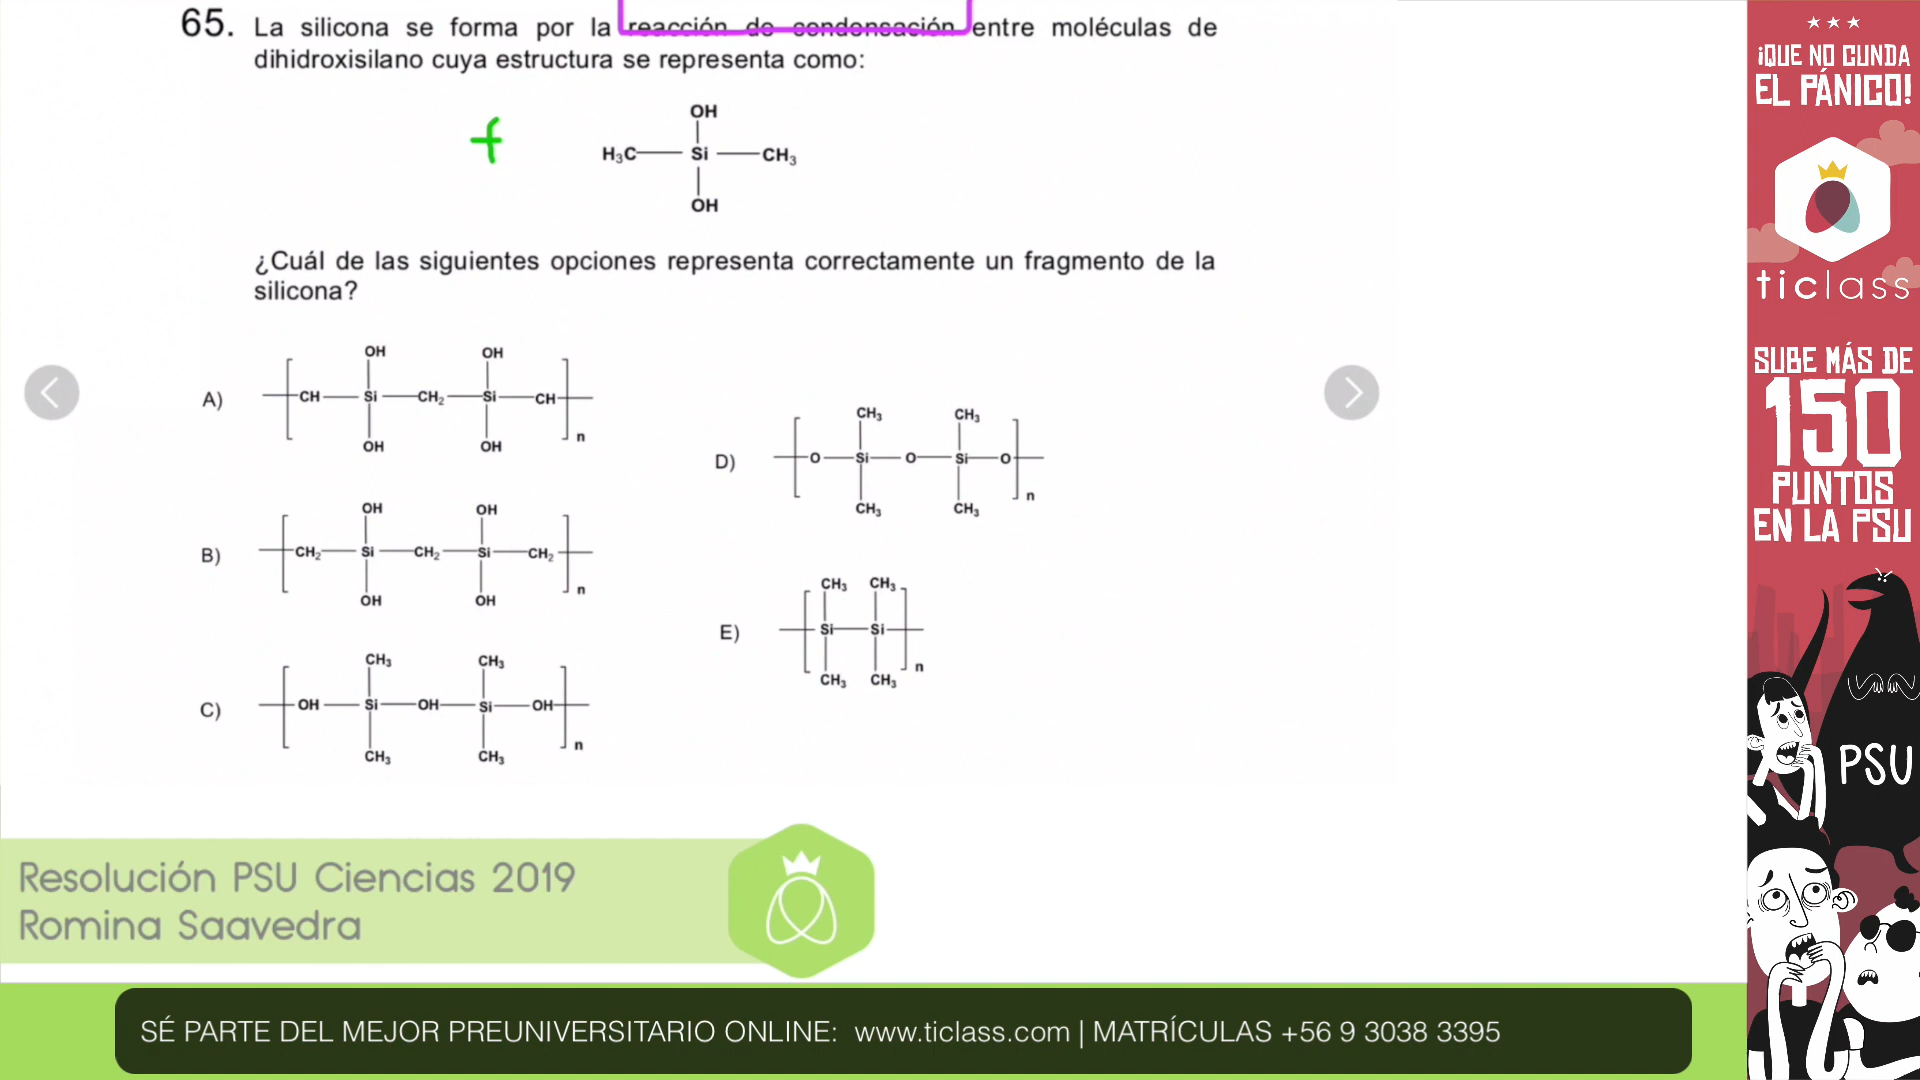 65. La silicona se forma por la reacción de condensación entre moléculas de
dihidroxisilano cuya estructura se representa como:
+
OH
H₃C Si CH₃
OH
¿Cuál de las siguientes opciones representa correctamente un fragmento de la
silicona?
A)
OH OH
CH Si CH₂ Si CH
OH OH n
B)
OH OH
CH₂ Si CH₂ Si CH₂
OH OH n
C)
CH₃ CH₃
OH Si OH Si OH
CH₃ CH₃ n
D)
CH₃ CH₃
O Si O Si O
CH₃ CH₃ n
E)
CH₃ CH₃
Si Si
CH₃ CH₃ n
Resolución PSU Ciencias 2019
Romina Saavedra
SÉ PARTE DEL MEJOR PREUNIVERSITARIO ONLINE: www.ticlass.com | MATRÍCULAS +56 9 3038 3395
¡QUE NO CUNDA
EL PÁNICO!
ticlass
SUBE MÁS DE
150
PUNTOS
EN LA PSU
PSU